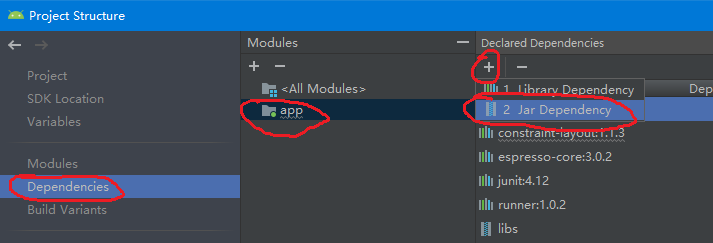 Project Structure
Project
SDK Location
Variables
Modules
Dependencies
Build Variants
Modules
<All Modules>
app
Declared Dependencies
1 Library Dependency
Dep
2 Jar Dependency
constraint-layout:1.1.3
espresso-core:3.0.2
junit:4.12
runner:1.0.2
libs